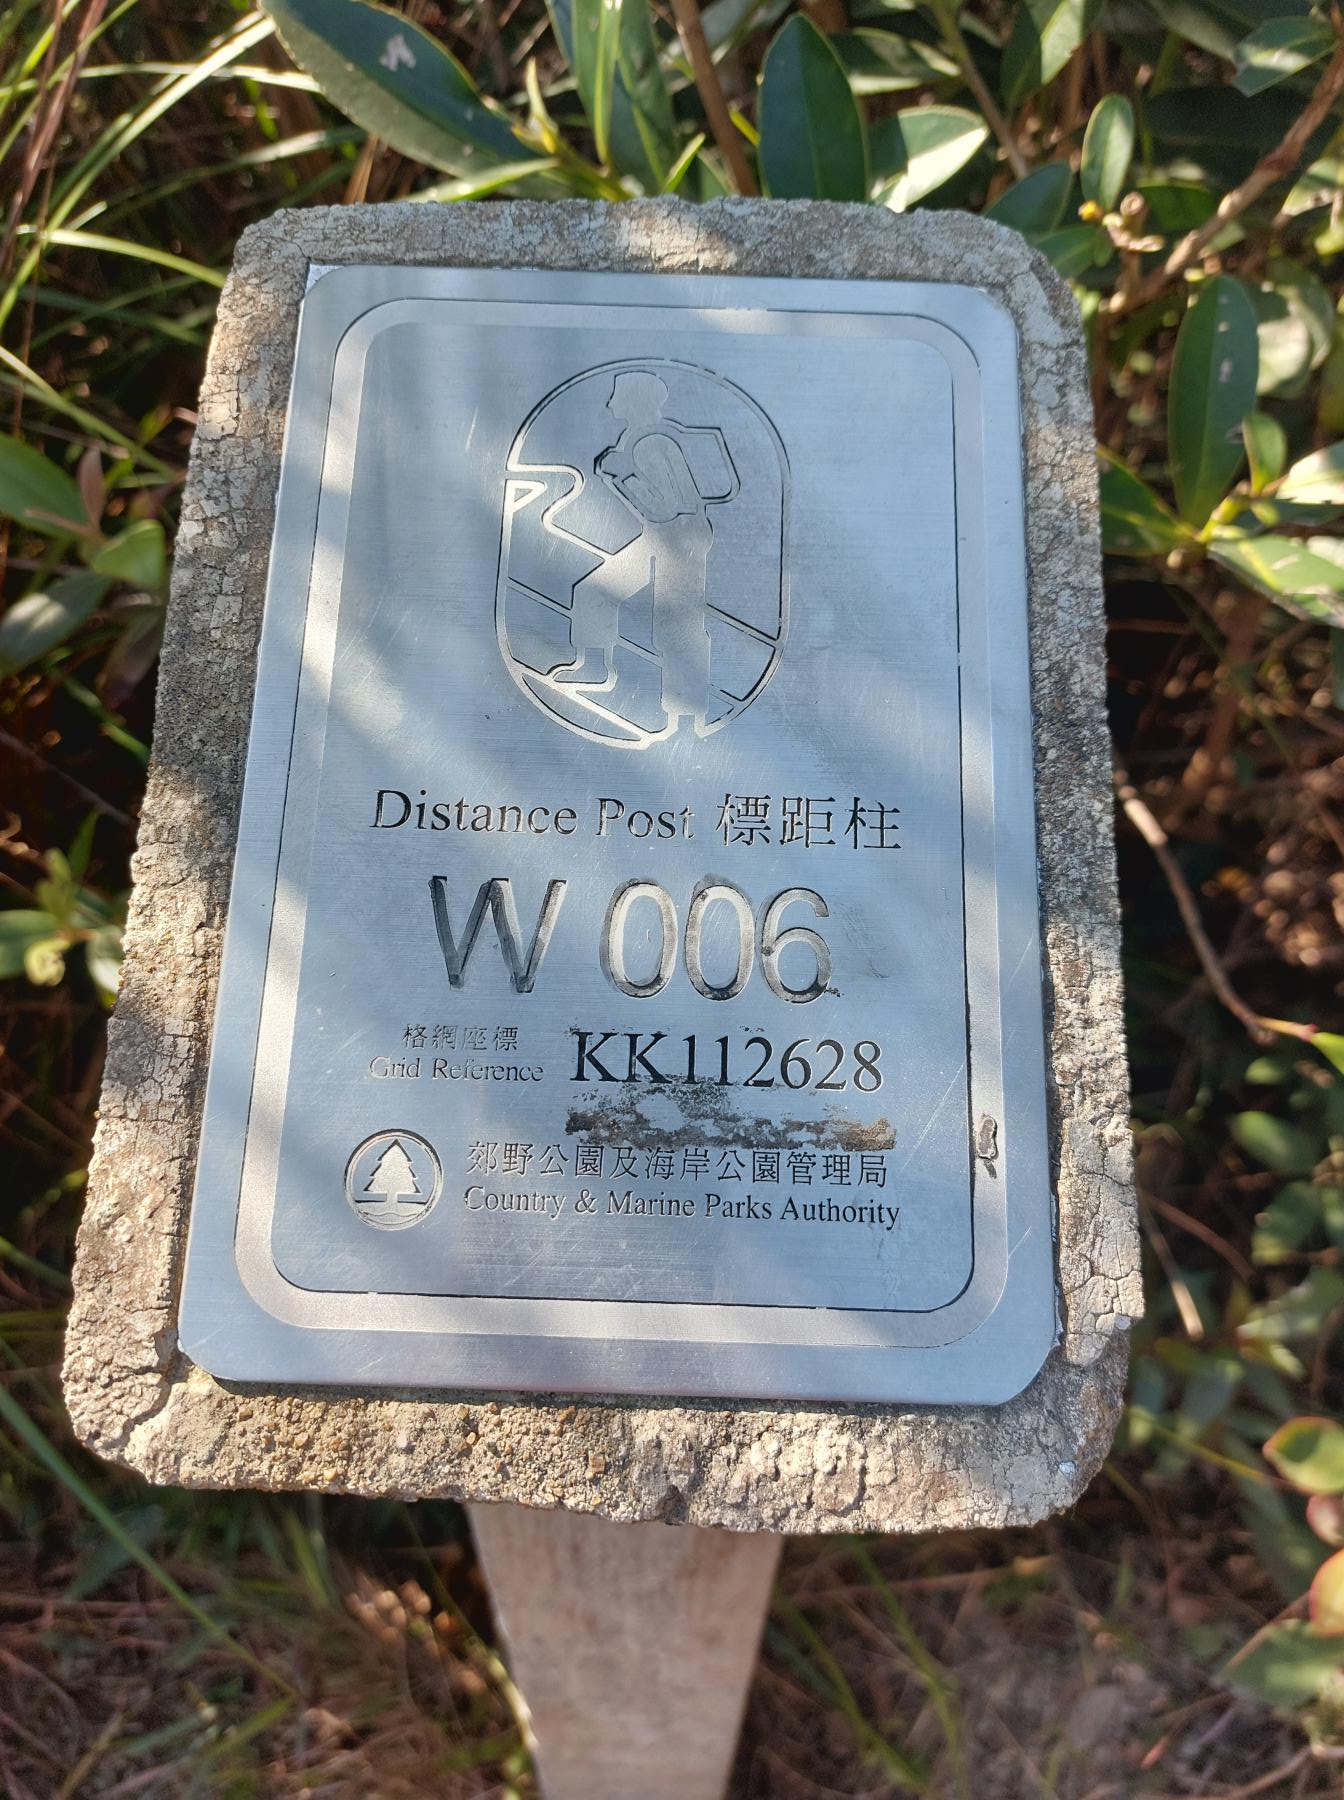 Distance Post 標距柱
W 006
格網座標
Grid Reference
KK112628
郊野公園及海岸公園管理局
Country & Marine Parks Authority